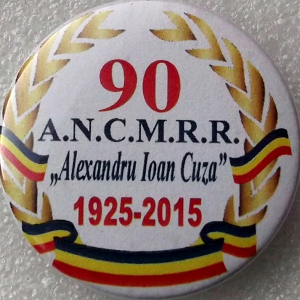 90
A.N.C.M.R.R.
„Alexandru Ioan Cuza”
1925-2015